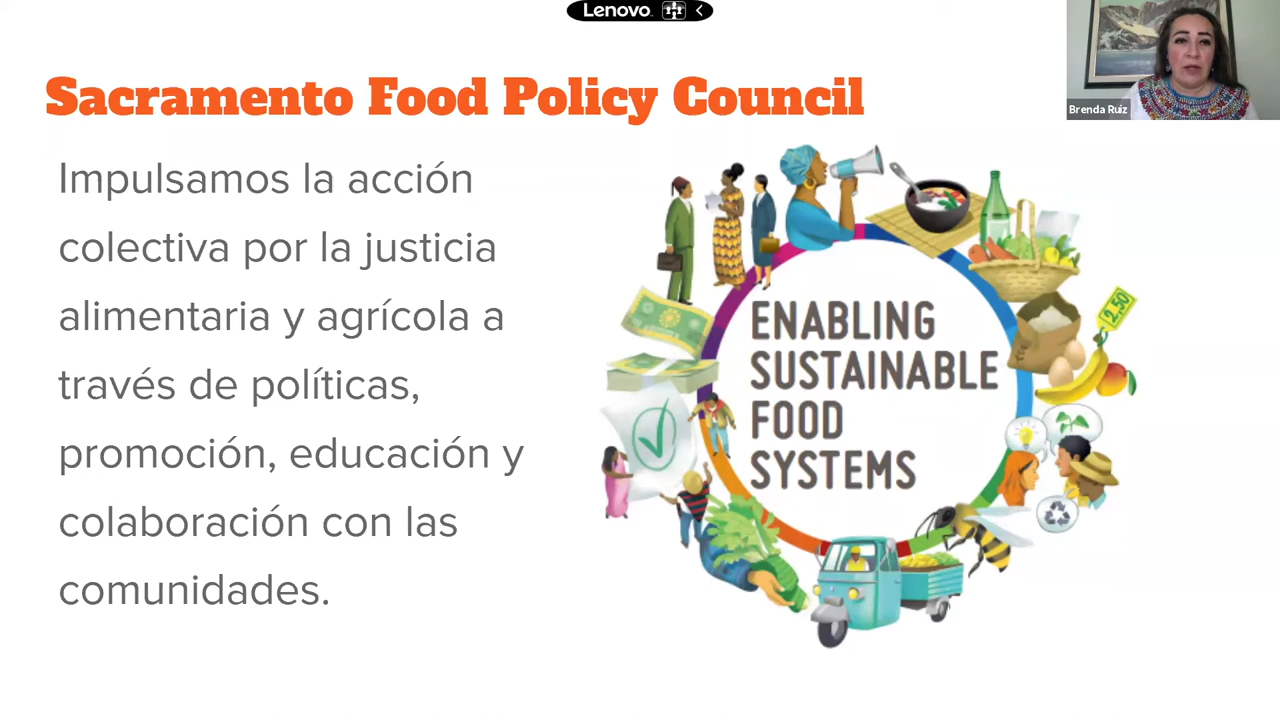 Lenovo
Sacramento Food Policy Council
Brenda Ruiz
Impulsamos la acción
colectiva por la justicia
alimentaria y agrícola a
través de políticas,
promoción, educación y
colaboración con las
comunidades.
ENABLING
SUSTAINABLE
FOOD
SYSTEMS
2,50